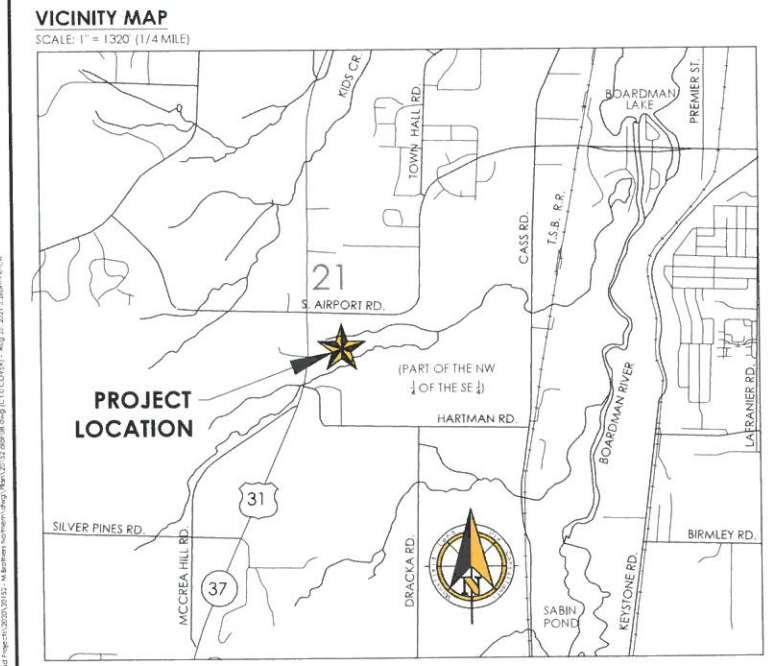 VICINITY MAP
SCALE: 1" = 1320' (1/4 MILE)
KIDS CR.
TOWN HALL RD.
BOARDMAN
LAKE
PREMIER ST.
CASS RD.
T.S.B. R.R.
21
S. AIRPORT RD.
(PART OF THE NW
¼ OF THE SE ¼)
PROJECT
LOCATION
HARTMAN RD.
BOARDMAN RIVER
LAFRANIER RD.
31
SILVER PINES RD.
MCCREA HILL RD.
37
DRACKA RD.
N
SABIN
POND
KEYSTONE RD.
BIRMLEY RD.